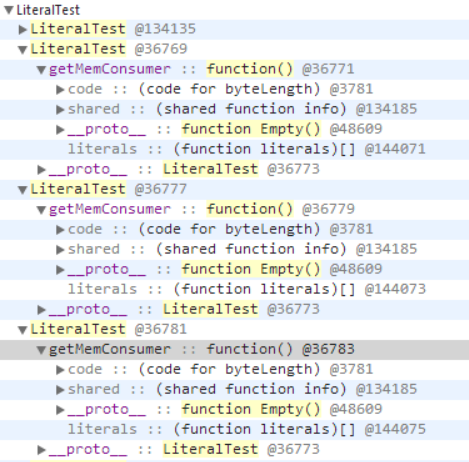 LiteralTest
LiteralTest @134135
LiteralTest @36769
getMemConsumer :: function() @36771
code :: (code for byteLength) @3781
shared :: (shared function info) @134185
__proto__ :: function Empty() @48609
literals :: (function literals)[] @144071
__proto__ :: LiteralTest @36773
LiteralTest @36777
getMemConsumer :: function() @36779
code :: (code for byteLength) @3781
shared :: (shared function info) @134185
__proto__ :: function Empty() @48609
literals :: (function literals)[] @144073
__proto__ :: LiteralTest @36773
LiteralTest @36781
getMemConsumer :: function() @36783
code :: (code for byteLength) @3781
shared :: (shared function info) @134185
__proto__ :: function Empty() @48609
literals :: (function literals)[] @144075
__proto__ :: LiteralTest @36773